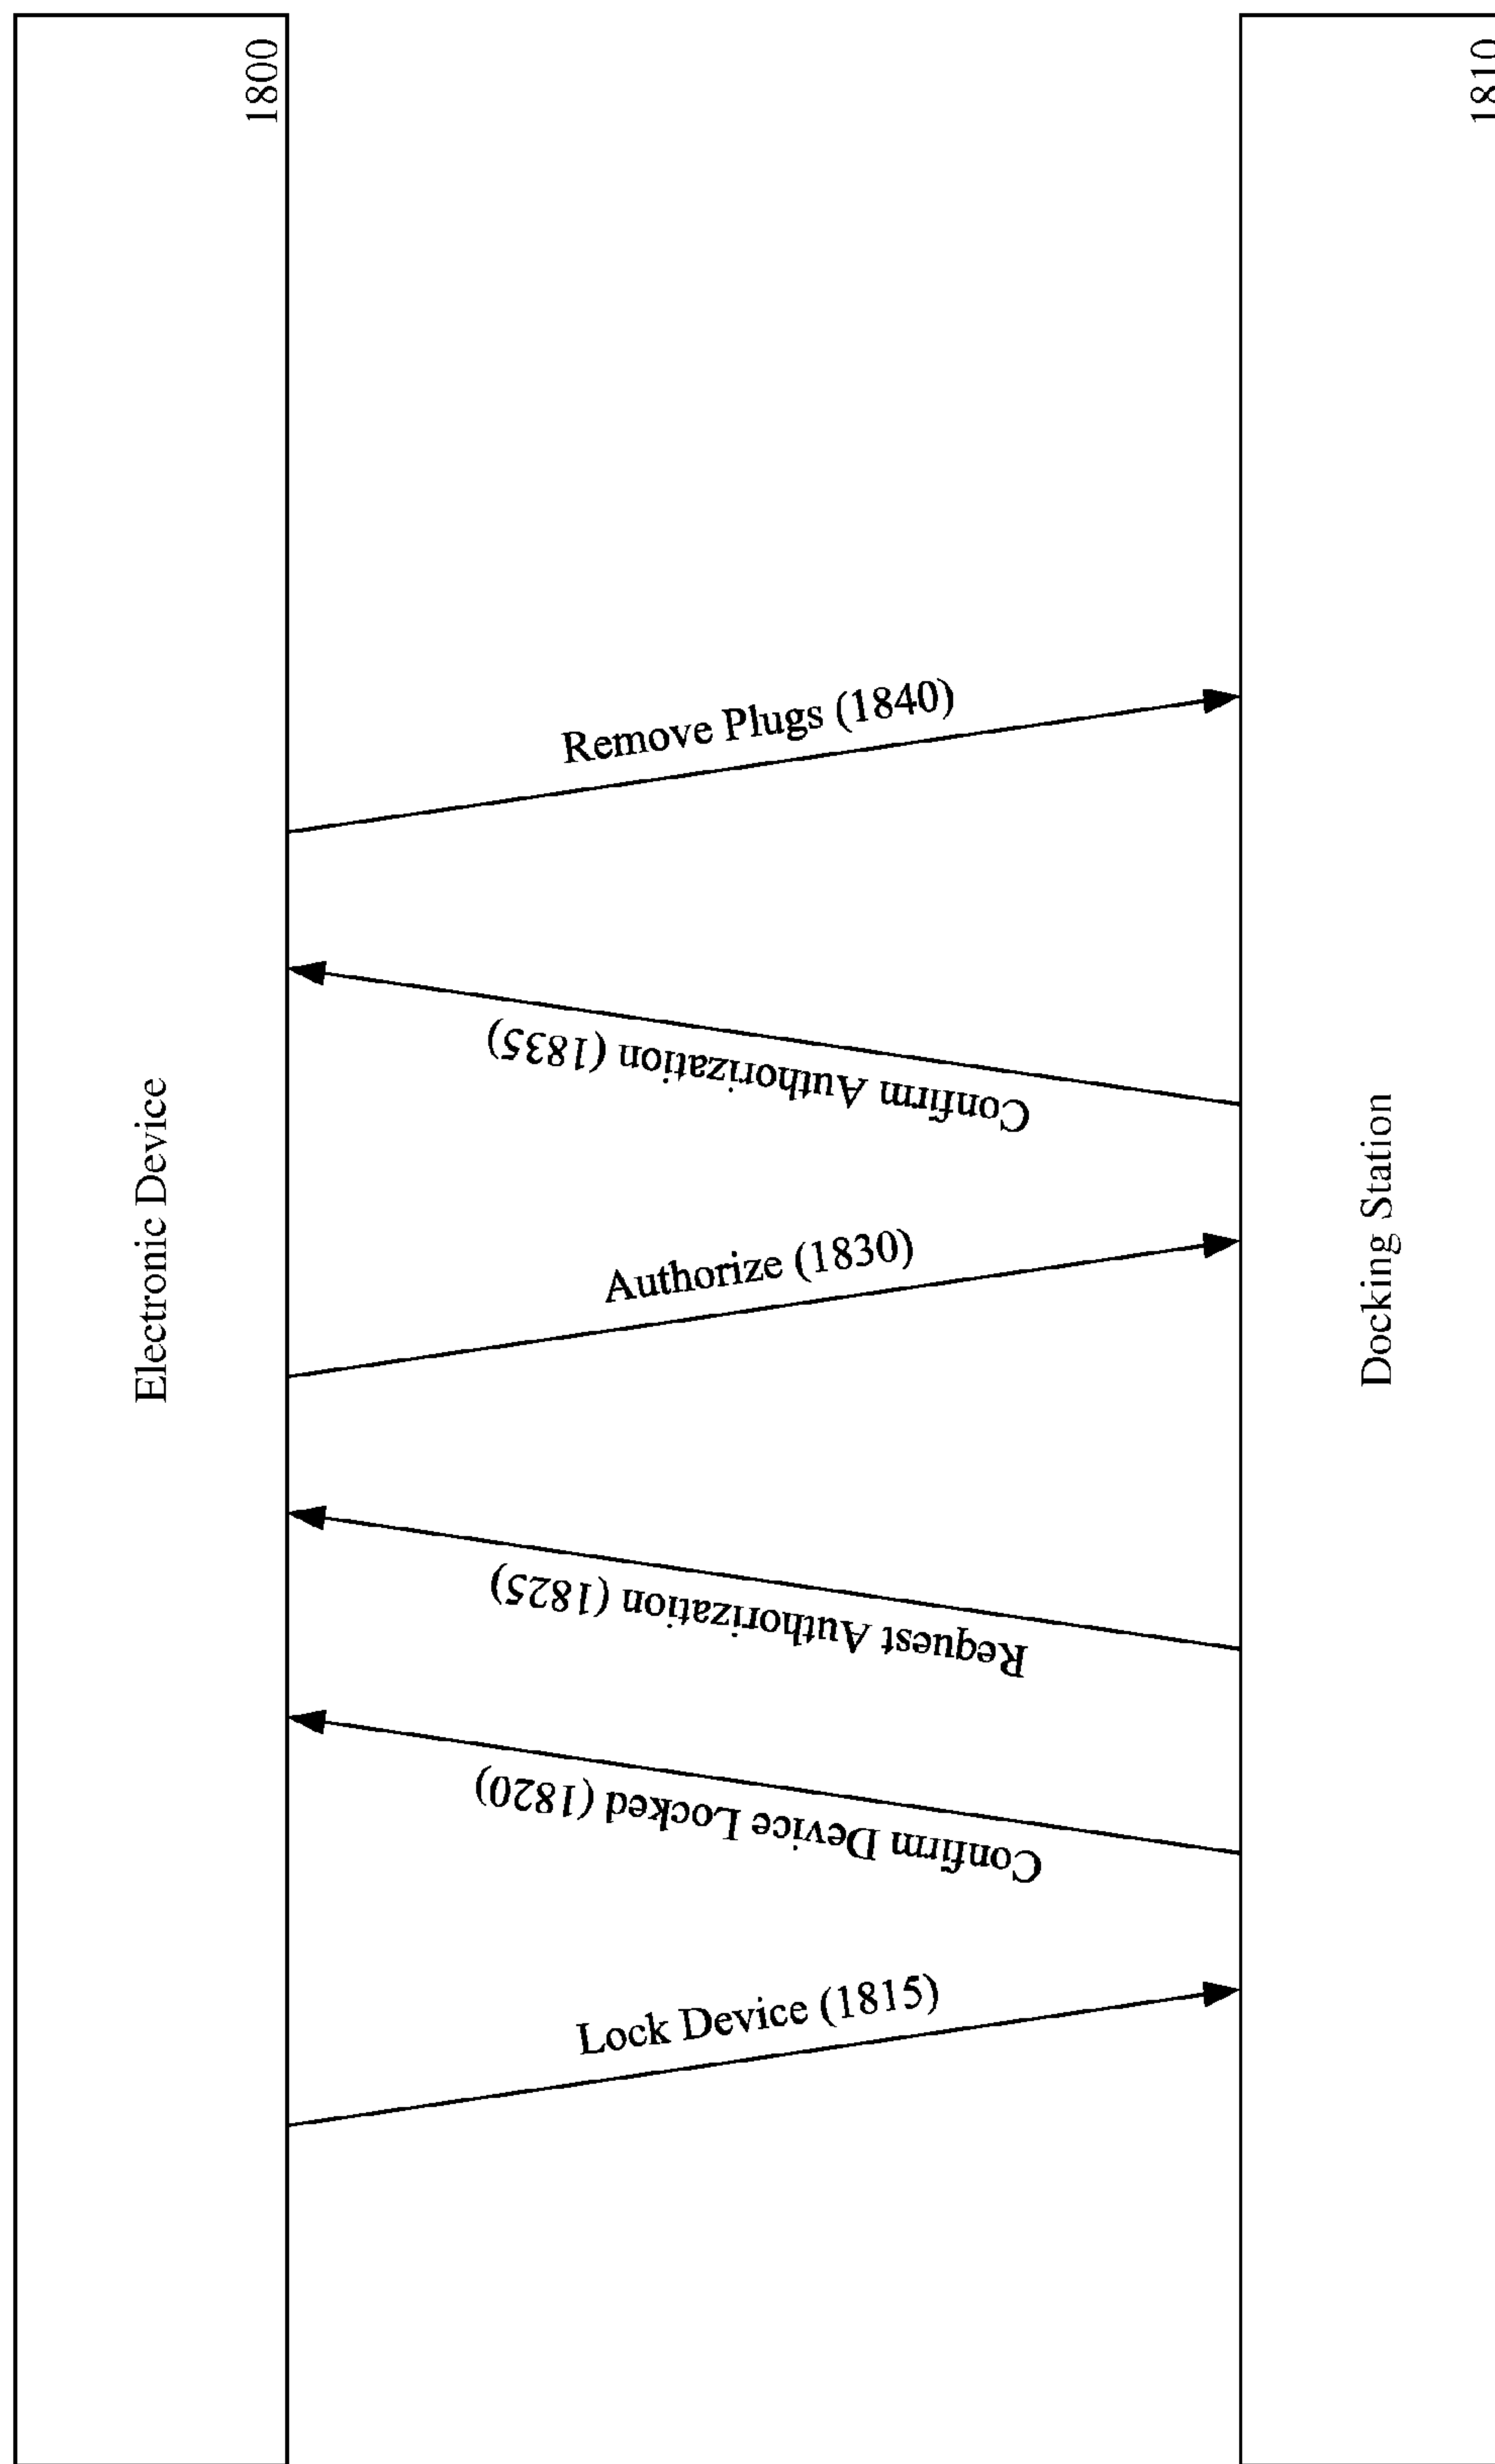 Electronic Device
1800
Lock Device (1815)
Confirm Device Locked (1820)
Request Authorization (1825)
Authorize (1830)
Confirm Authorization (1835)
Remove Plugs (1840)
Docking Station
1810